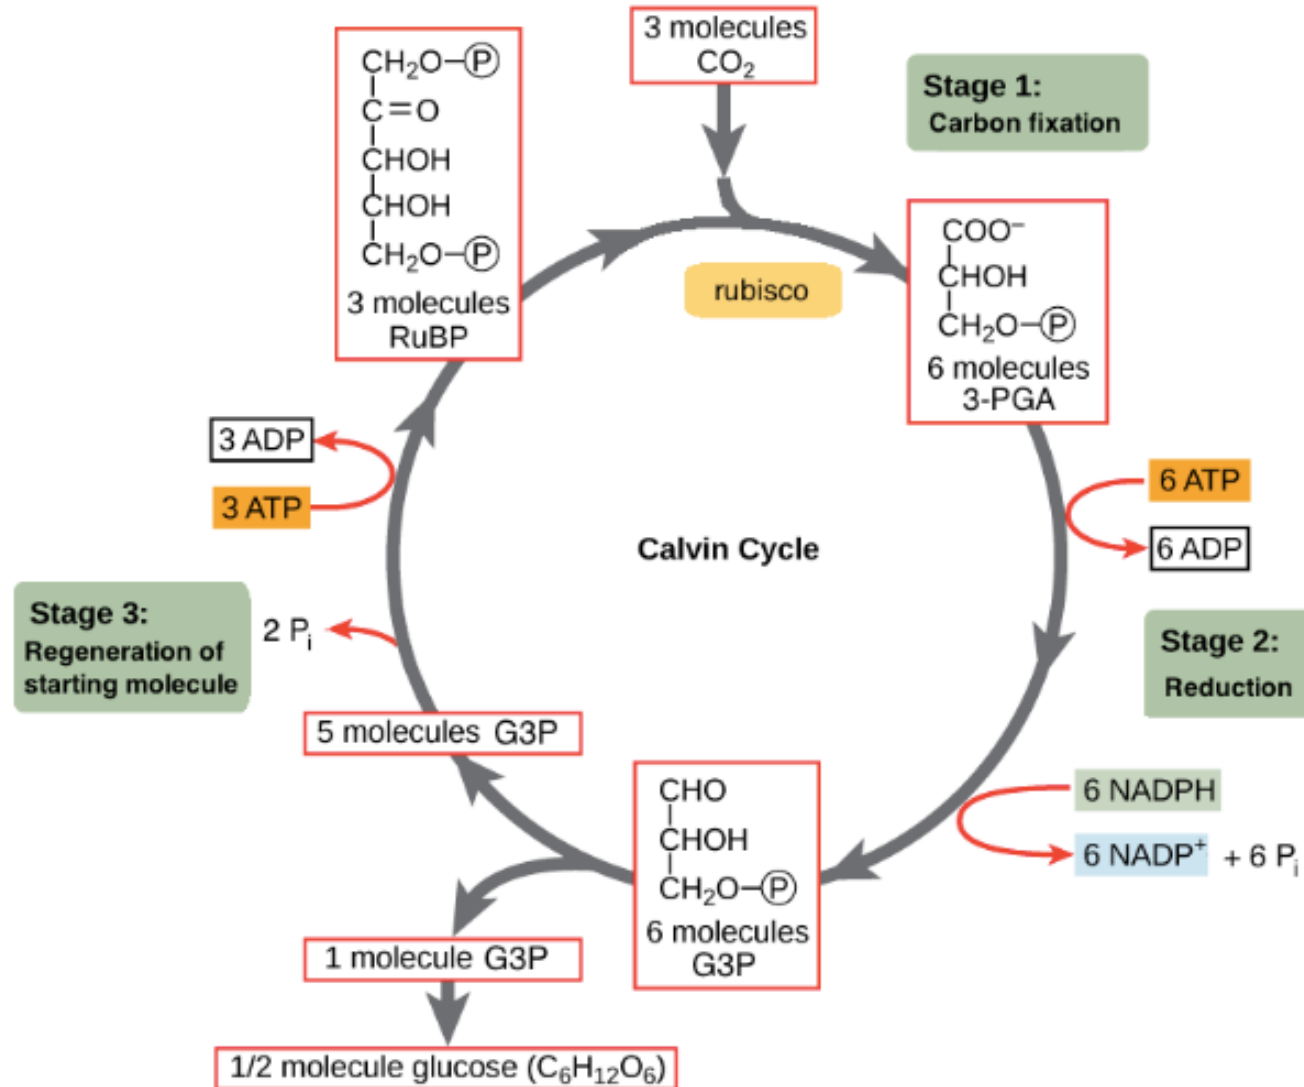 3 molecules
CO₂
Stage 1:
Carbon fixation
CH₂O–Ⓟ
C=O
CHOH
CHOH
CH₂O–Ⓟ
3 molecules
RuBP
rubisco
COO⁻
CHOH
CH₂O–Ⓟ
6 molecules
3-PGA
3 ADP
3 ATP
6 ATP
6 ADP
Calvin Cycle
Stage 3:
Regeneration of
starting molecule
2 Pᵢ
Stage 2:
Reduction
5 molecules G3P
6 NADPH
6 NADP⁺ + 6 Pᵢ
CHO
CHOH
CH₂O–Ⓟ
6 molecules
G3P
1 molecule G3P
1/2 molecule glucose (C₆H₁₂O₆)